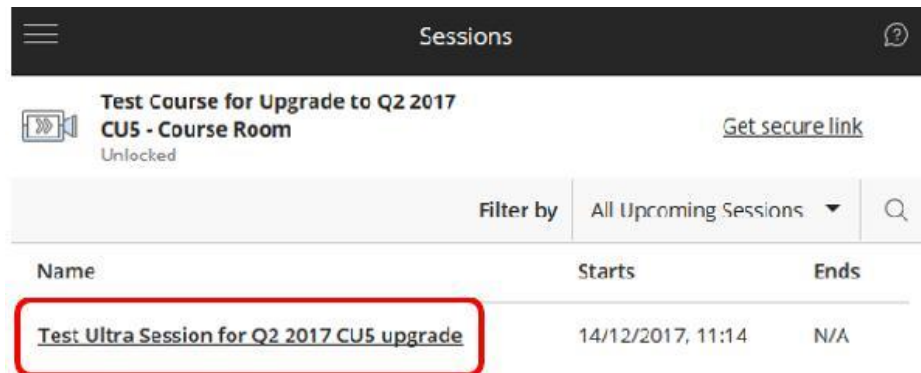 Sessions
Test Course for Upgrade to Q2 2017
CU5 - Course Room
Unlocked
Get secure link
Filter by All Upcoming Sessions
Name Starts Ends
Test Ultra Session for Q2 2017 CU5 upgrade 14/12/2017, 11:14 N/A